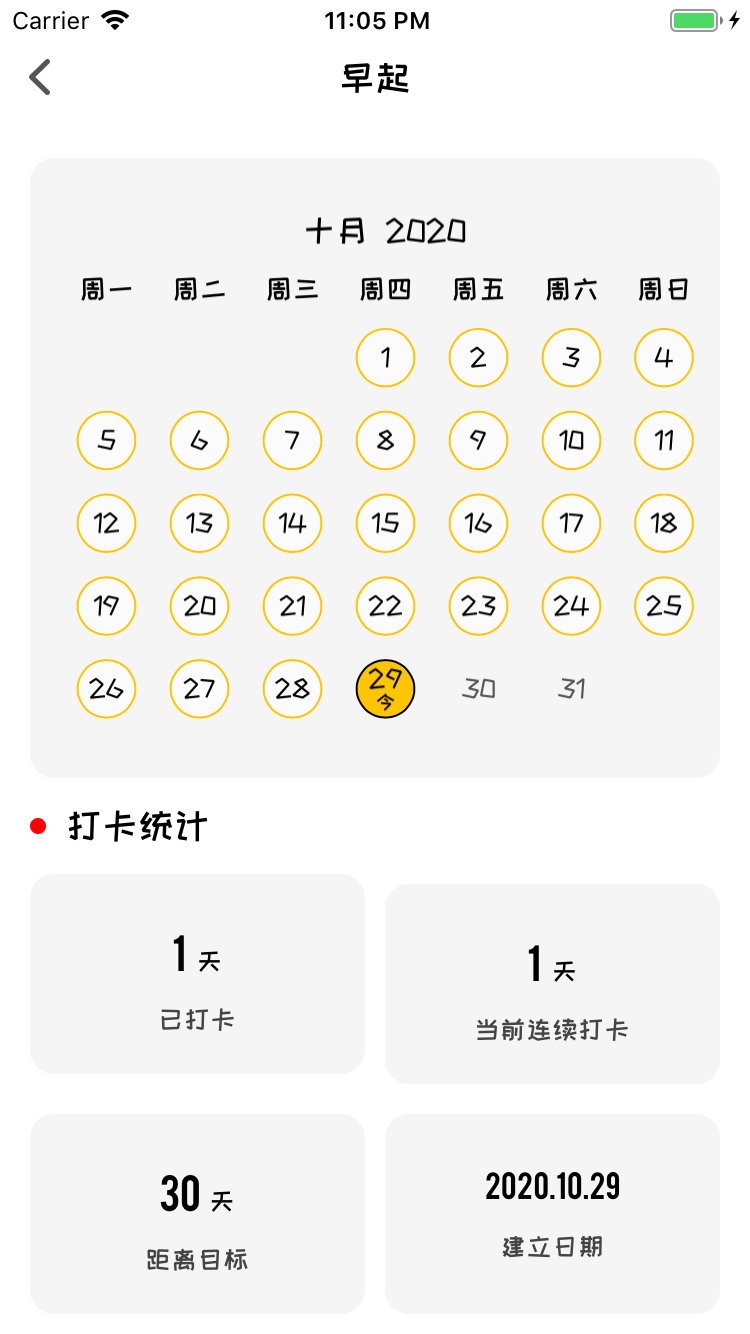 Carrier 11:05 PM
早起
十月 2020
周一 周二 周三 周四 周五 周六 周日
1 2 3 4
5 6 7 8 9 10 11
12 13 14 15 16 17 18
19 20 21 22 23 24 25
26 27 28 29 30 31
今
打卡统计
1 天
已打卡
1 天
当前连续打卡
30 天
距离目标
2020.10.29
建立日期